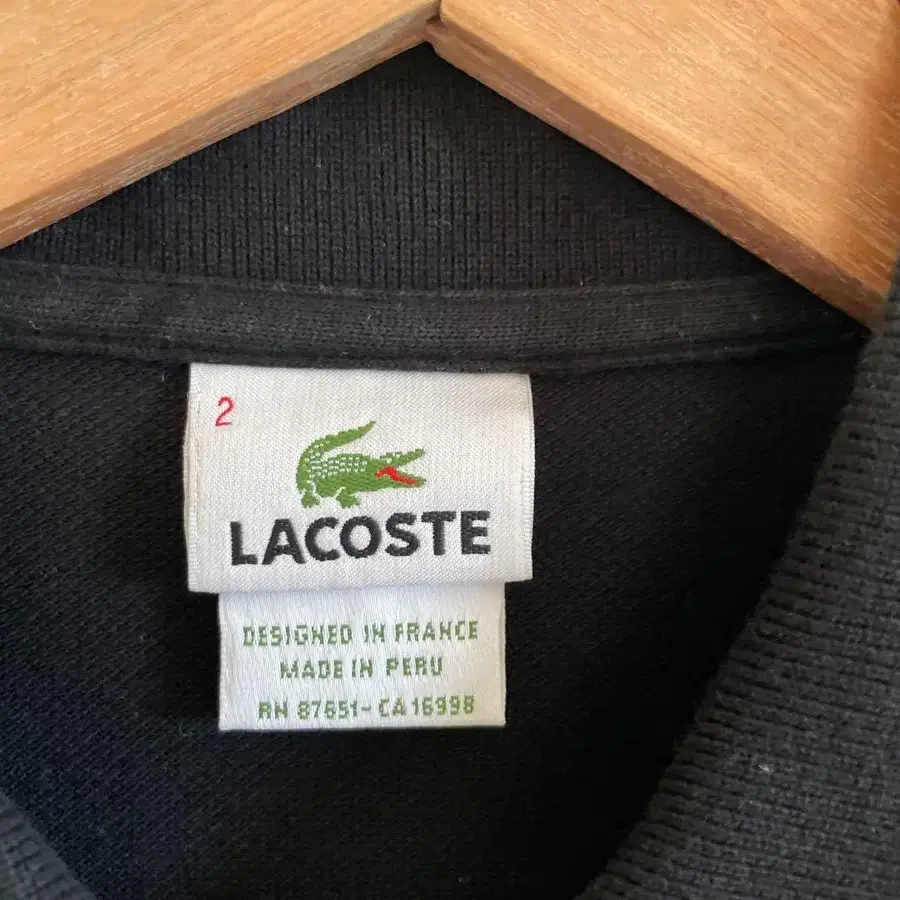 2
LACOSTE
DESIGNED IN FRANCE
MADE IN PERU
RN 87651-CA 16998